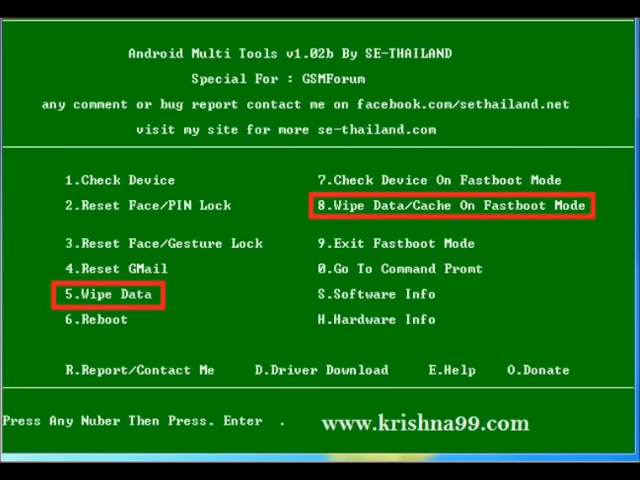 Android Multi Tools v1.02b By SE-THAILAND
Special For : GSMForum
any comment or bug report contact me on facebook.com/sethailand.net
visit my site for more se-thailand.com
1.Check Device
7.Check Device On Fastboot Mode
2.Reset Face/PIN Lock
8.Wipe Data/Cache On Fastboot Mode
3.Reset Face/Gesture Lock
9.Exit Fastboot Mode
4.Reset GMail
0.Go To Command Promt
5.Wipe Data
S.Software Info
6.Reboot
H.Hardware Info
R.Report/Contact Me D.Driver Download E.Help O.Donate
Press Any Nuber Then Press. Enter .
www.krishna99.com